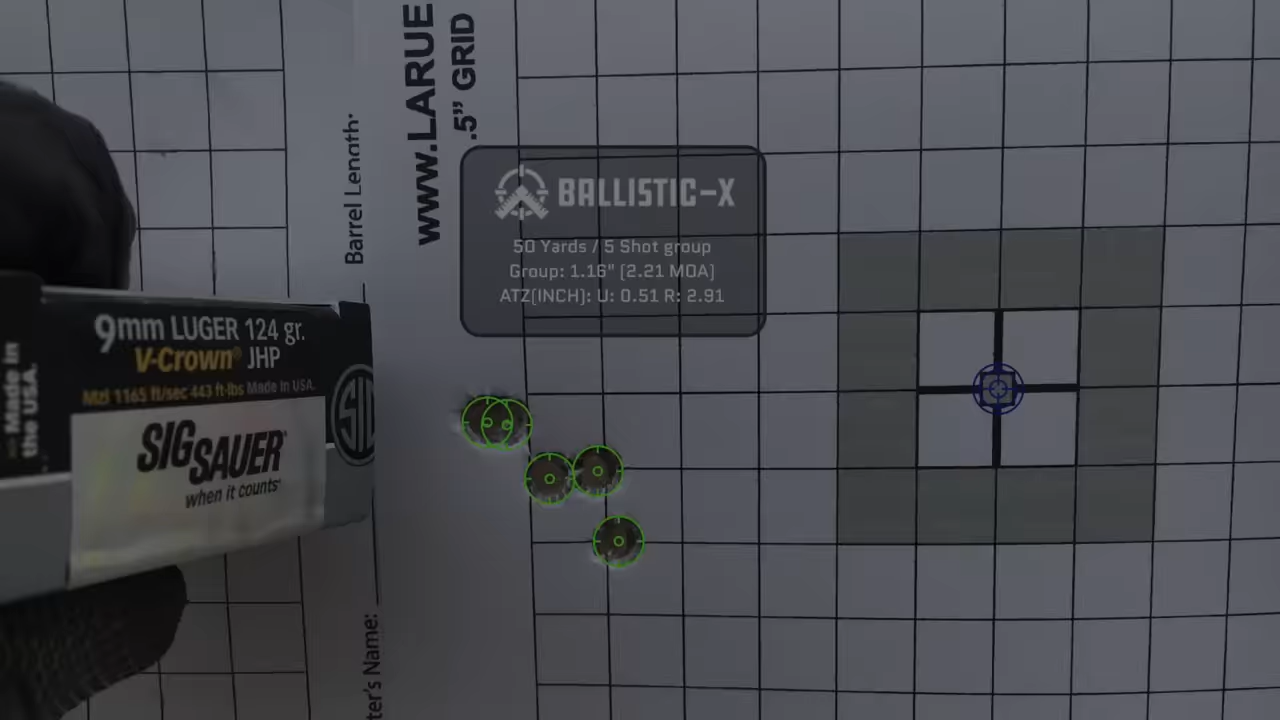 Made in
the USA.
9mm LUGER 124 gr.
V-Crown® JHP
Mzl 1165 ft/sec 443 ft-lbs Made in USA.
SIG SAUER
when it counts®
SIG
Barrel Length:
ter's Name:
www.LARUE
.5" GRID
BALLISTIC-X
50 Yards / 5 Shot group
Group: 1.16" (2.21 MOA)
ATZ(INCH): U: 0.51 R: 2.91